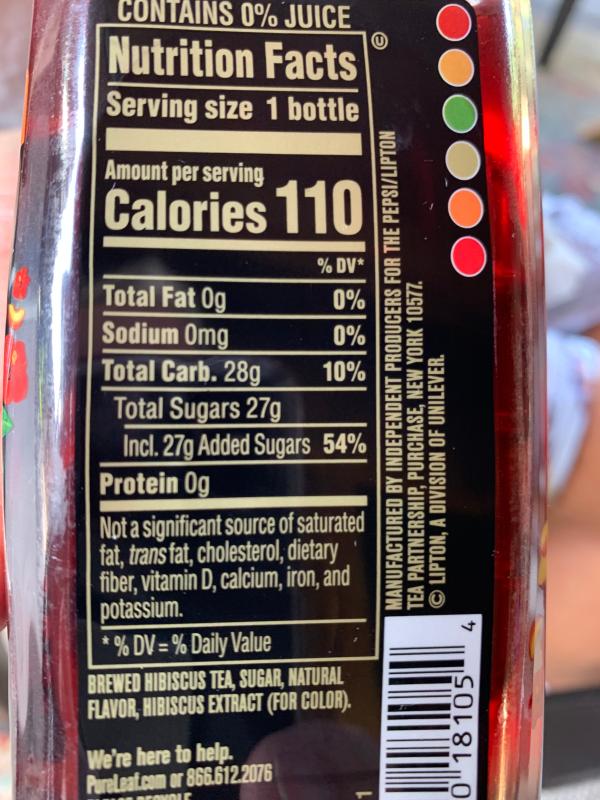 CONTAINS 0% JUICE
Nutrition Facts
Serving size 1 bottle
Amount per serving
Calories 110
% DV*
Total Fat 0g 0%
Sodium 0mg 0%
Total Carb. 28g 10%
Total Sugars 27g
Incl. 27g Added Sugars 54%
Protein 0g
Not a significant source of saturated
fat, trans fat, cholesterol, dietary
fiber, vitamin D, calcium, iron, and
potassium.
* % DV = % Daily Value
BREWED HIBISCUS TEA, SUGAR, NATURAL
FLAVOR, HIBISCUS EXTRACT (FOR COLOR).
We're here to help.
PureLeaf.com or 866.612.2076
PLEASE RECYCLE
U
MANUFACTURED BY INDEPENDENT PRODUCERS FOR THE PEPSI/LIPTON
TEA PARTNERSHIP, PURCHASE, NEW YORK 10577.
© LIPTON, A DIVISION OF UNILEVER.
0 18105 4
1